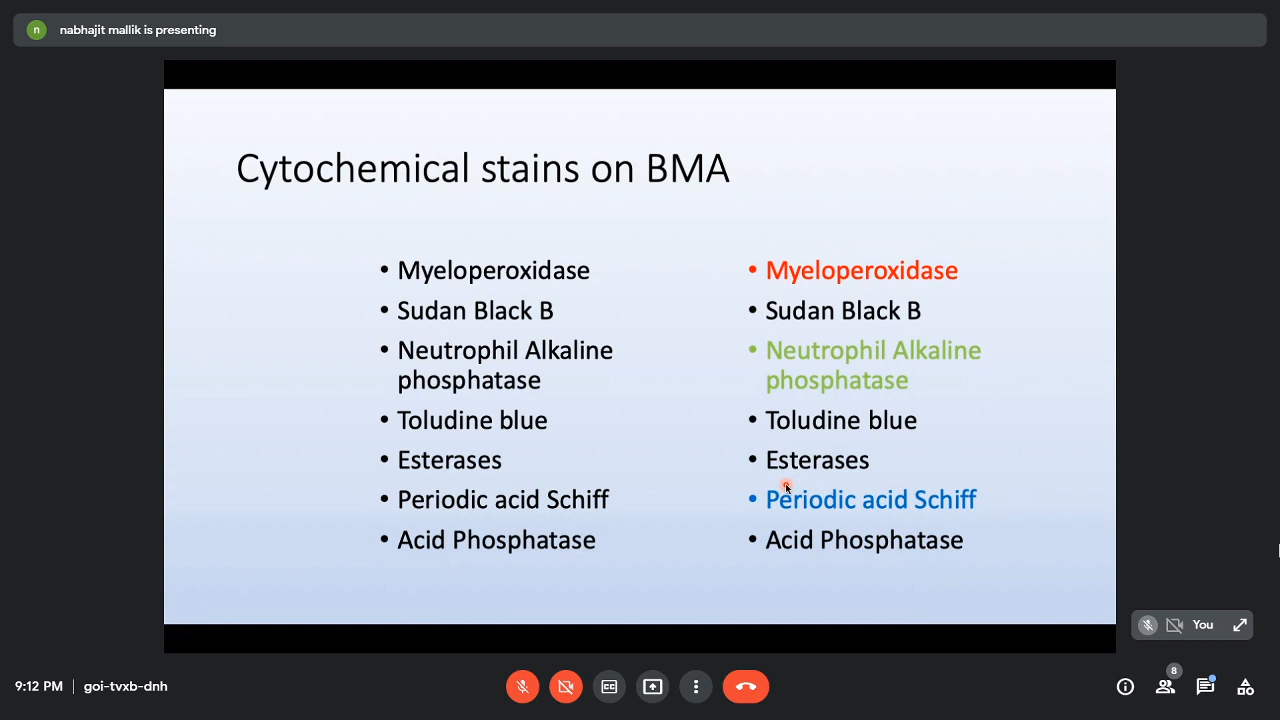 n nabhajit mallik is presenting
Cytochemical stains on BMA
• Myeloperoxidase
• Sudan Black B
• Neutrophil Alkaline
phosphatase
• Toludine blue
• Esterases
• Periodic acid Schiff
• Acid Phosphatase
• Myeloperoxidase
• Sudan Black B
• Neutrophil Alkaline
phosphatase
• Toludine blue
• Esterases
• Periodic acid Schiff
• Acid Phosphatase
You
9:12 PM | goi-tvxb-dnh
CC
8